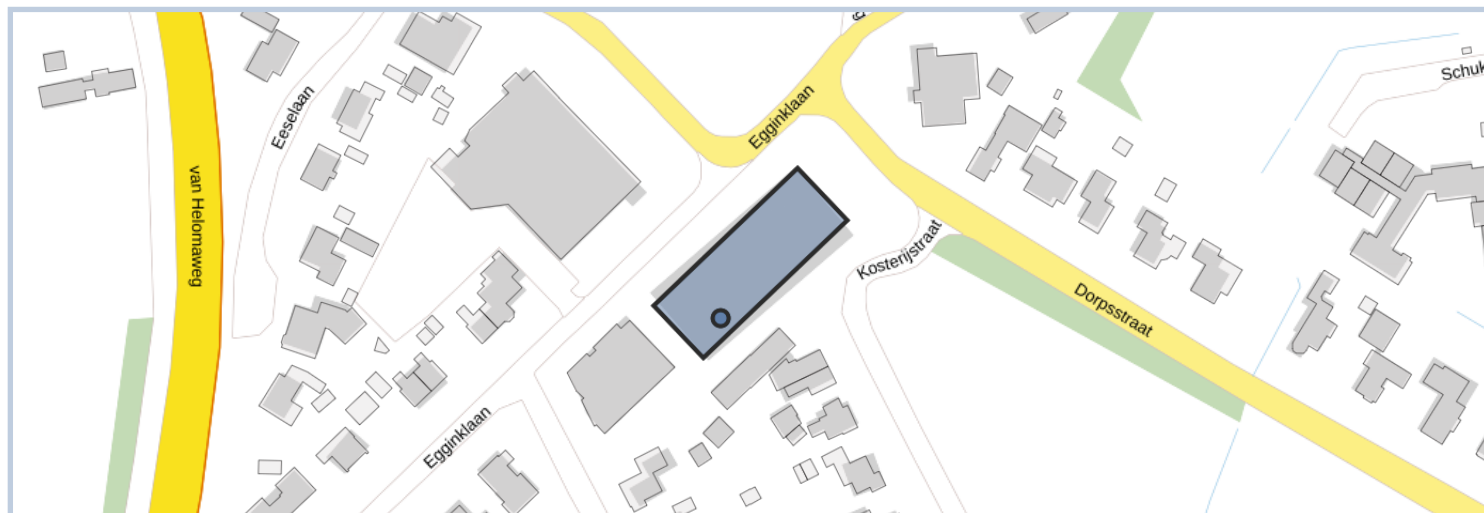 Eeselaan
Egginklaan
Schuk
van Helomaweg
Kosterijstraat
Dorpsstraat
Egginklaan